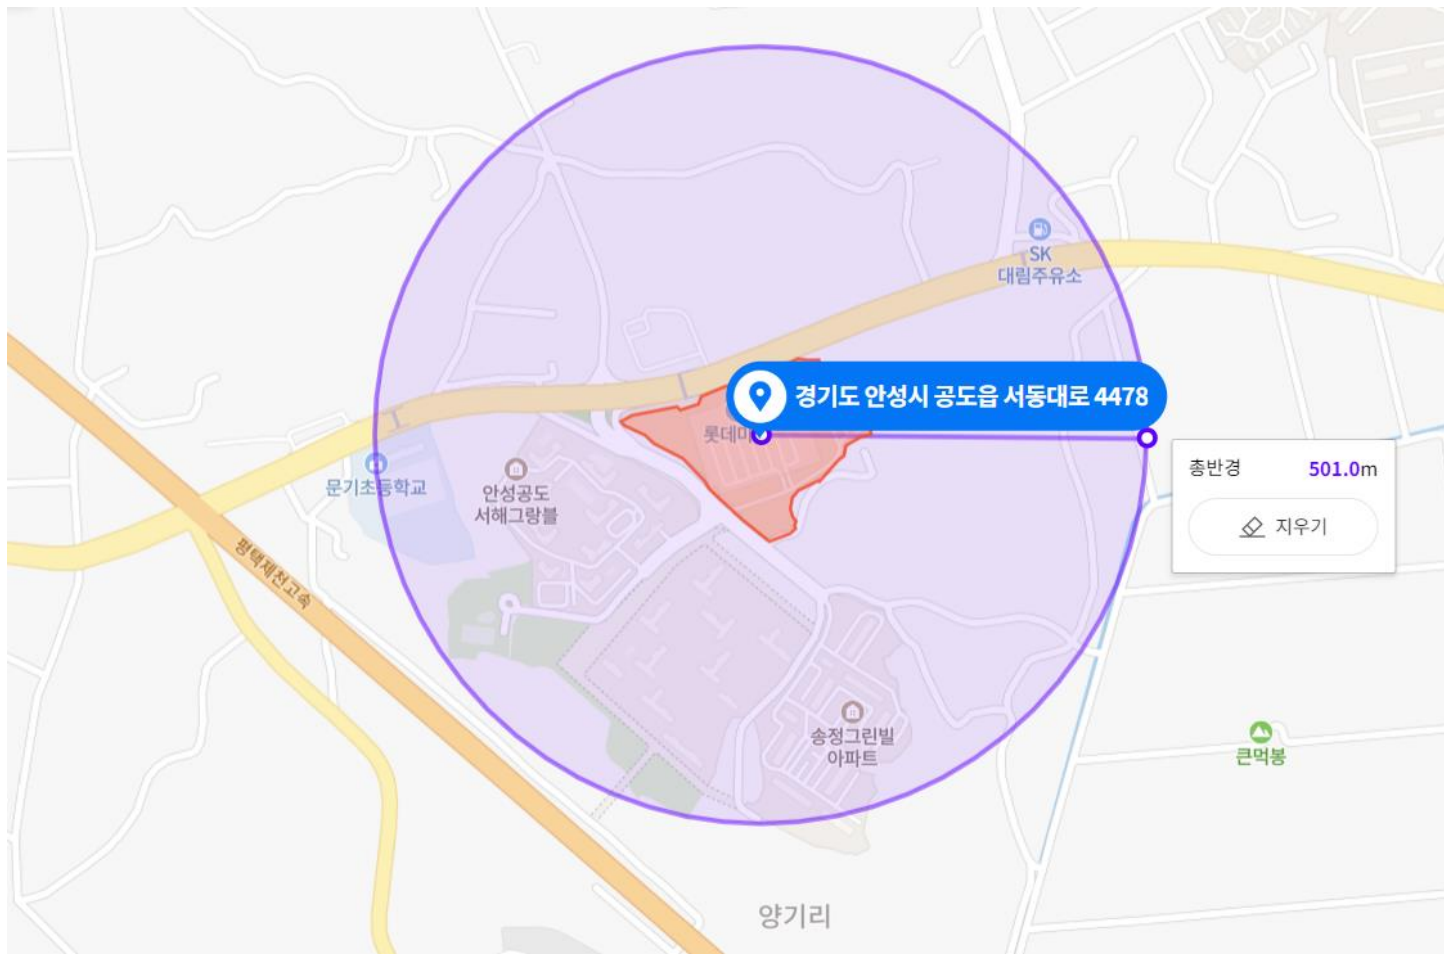 SK
대림주유소
경기도 안성시 공도읍 서동대로 4478
롯데마
총반경 501.0m
지우기
문기초등학교
안성공도
서해그랑블
평택제천고속
송정그린빌
아파트
큰먹봉
양기리